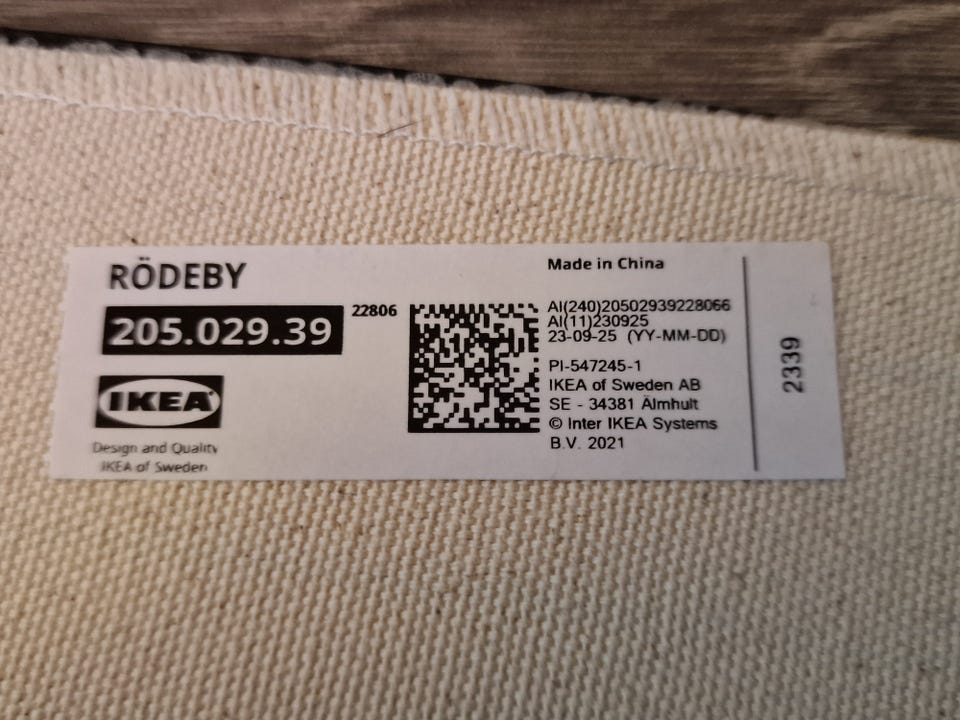 RÖDEBY
205.029.39
22806
IKEA
Design and Quality
IKEA of Sweden
Made in China
AI(240)20502939228066
AI(11)230925
23-09-25 (YY-MM-DD)
PI-547245-1
IKEA of Sweden AB
SE - 34381 Älmhult
© Inter IKEA Systems
B.V. 2021
2339